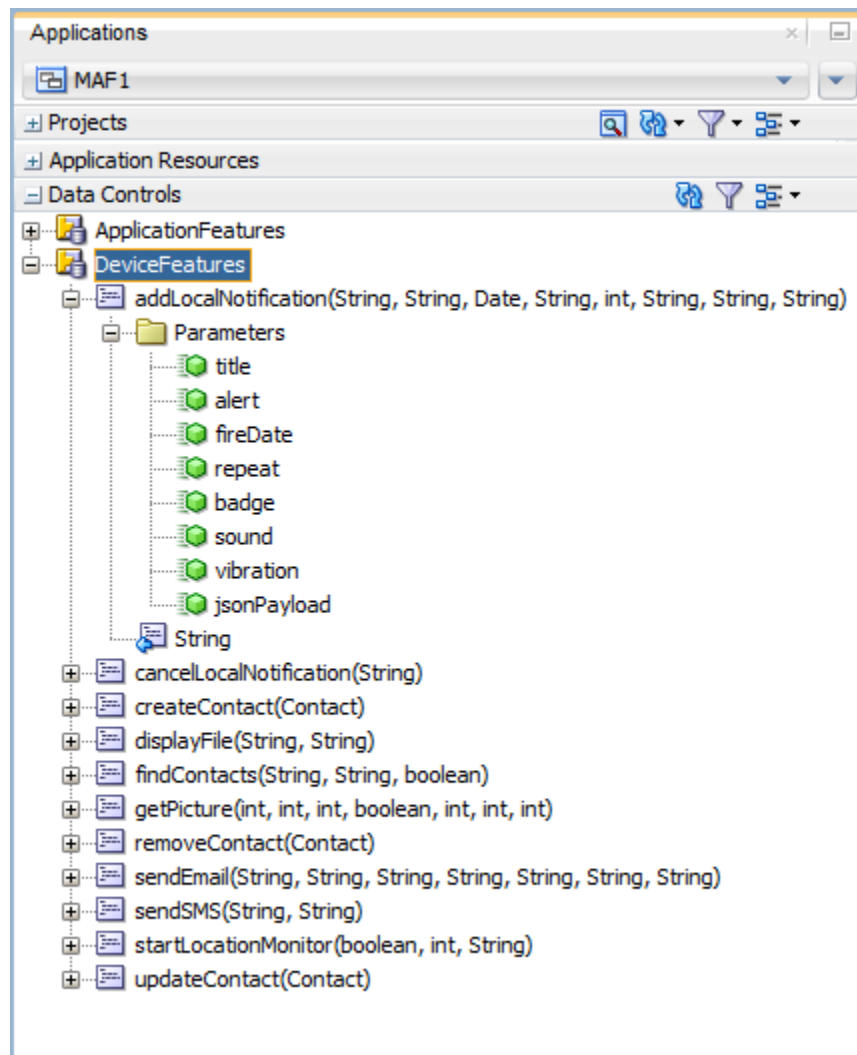 Applications
MAF1
Projects
Application Resources
Data Controls
ApplicationFeatures
DeviceFeatures
addLocalNotification(String, String, Date, String, int, String, String, String)
Parameters
title
alert
fireDate
repeat
badge
sound
vibration
jsonPayload
String
cancelLocalNotification(String)
createContact(Contact)
displayFile(String, String)
findContacts(String, String, boolean)
getPicture(int, int, int, boolean, int, int, int)
removeContact(Contact)
sendEmail(String, String, String, String, String, String, String)
sendSMS(String, String)
startLocationMonitor(boolean, int, String)
updateContact(Contact)